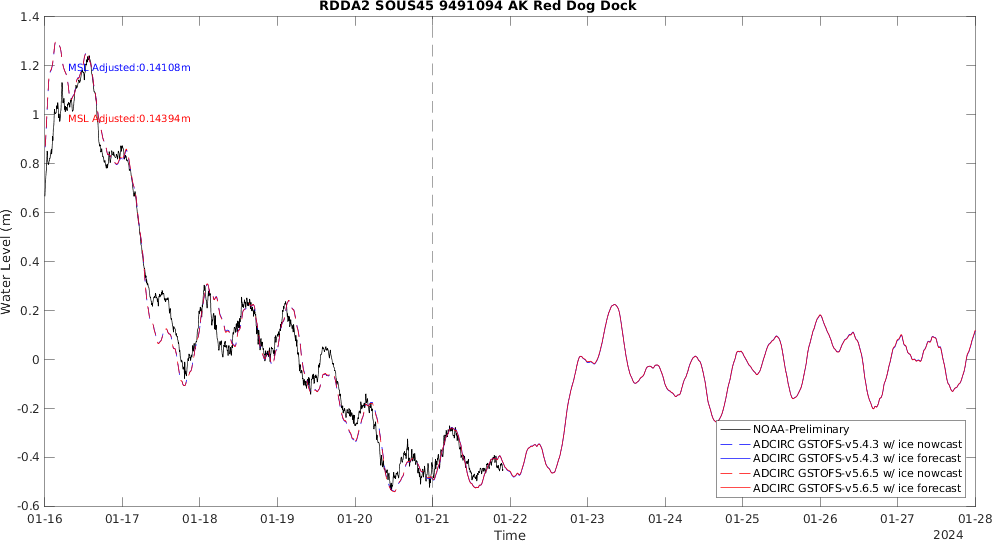 RDDA2 SOUS45 9491094 AK Red Dog Dock
Water Level (m)
1.4
1.2
1
0.8
0.6
0.4
0.2
0
-0.2
-0.4
-0.6
MSL Adjusted:0.14108m
MSL Adjusted:0.14394m
NOAA-Preliminary
ADCIRC GSTOFS-v5.4.3 w/ ice nowcast
ADCIRC GSTOFS-v5.4.3 w/ ice forecast
ADCIRC GSTOFS-v5.6.5 w/ ice nowcast
ADCIRC GSTOFS-v5.6.5 w/ ice forecast
01-16 01-17 01-18 01-19 01-20 01-21 01-22 01-23 01-24 01-25 01-26 01-27 01-28
Time
2024